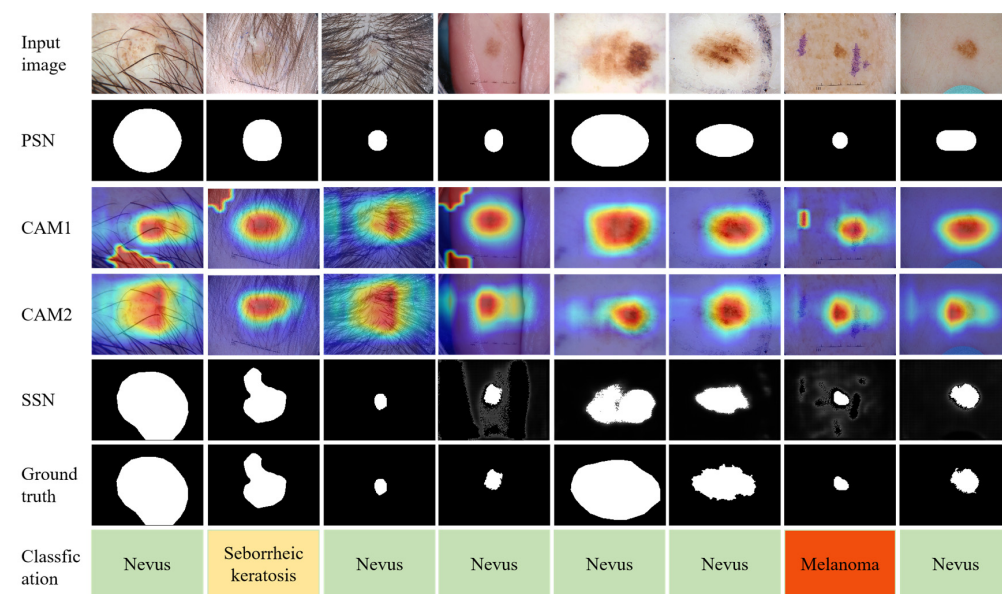 Input
image
PSN
CAM1
CAM2
SSN
Ground
truth
Classfic
ation
Nevus
Seborrheic
keratosis
Nevus
Nevus
Nevus
Nevus
Melanoma
Nevus